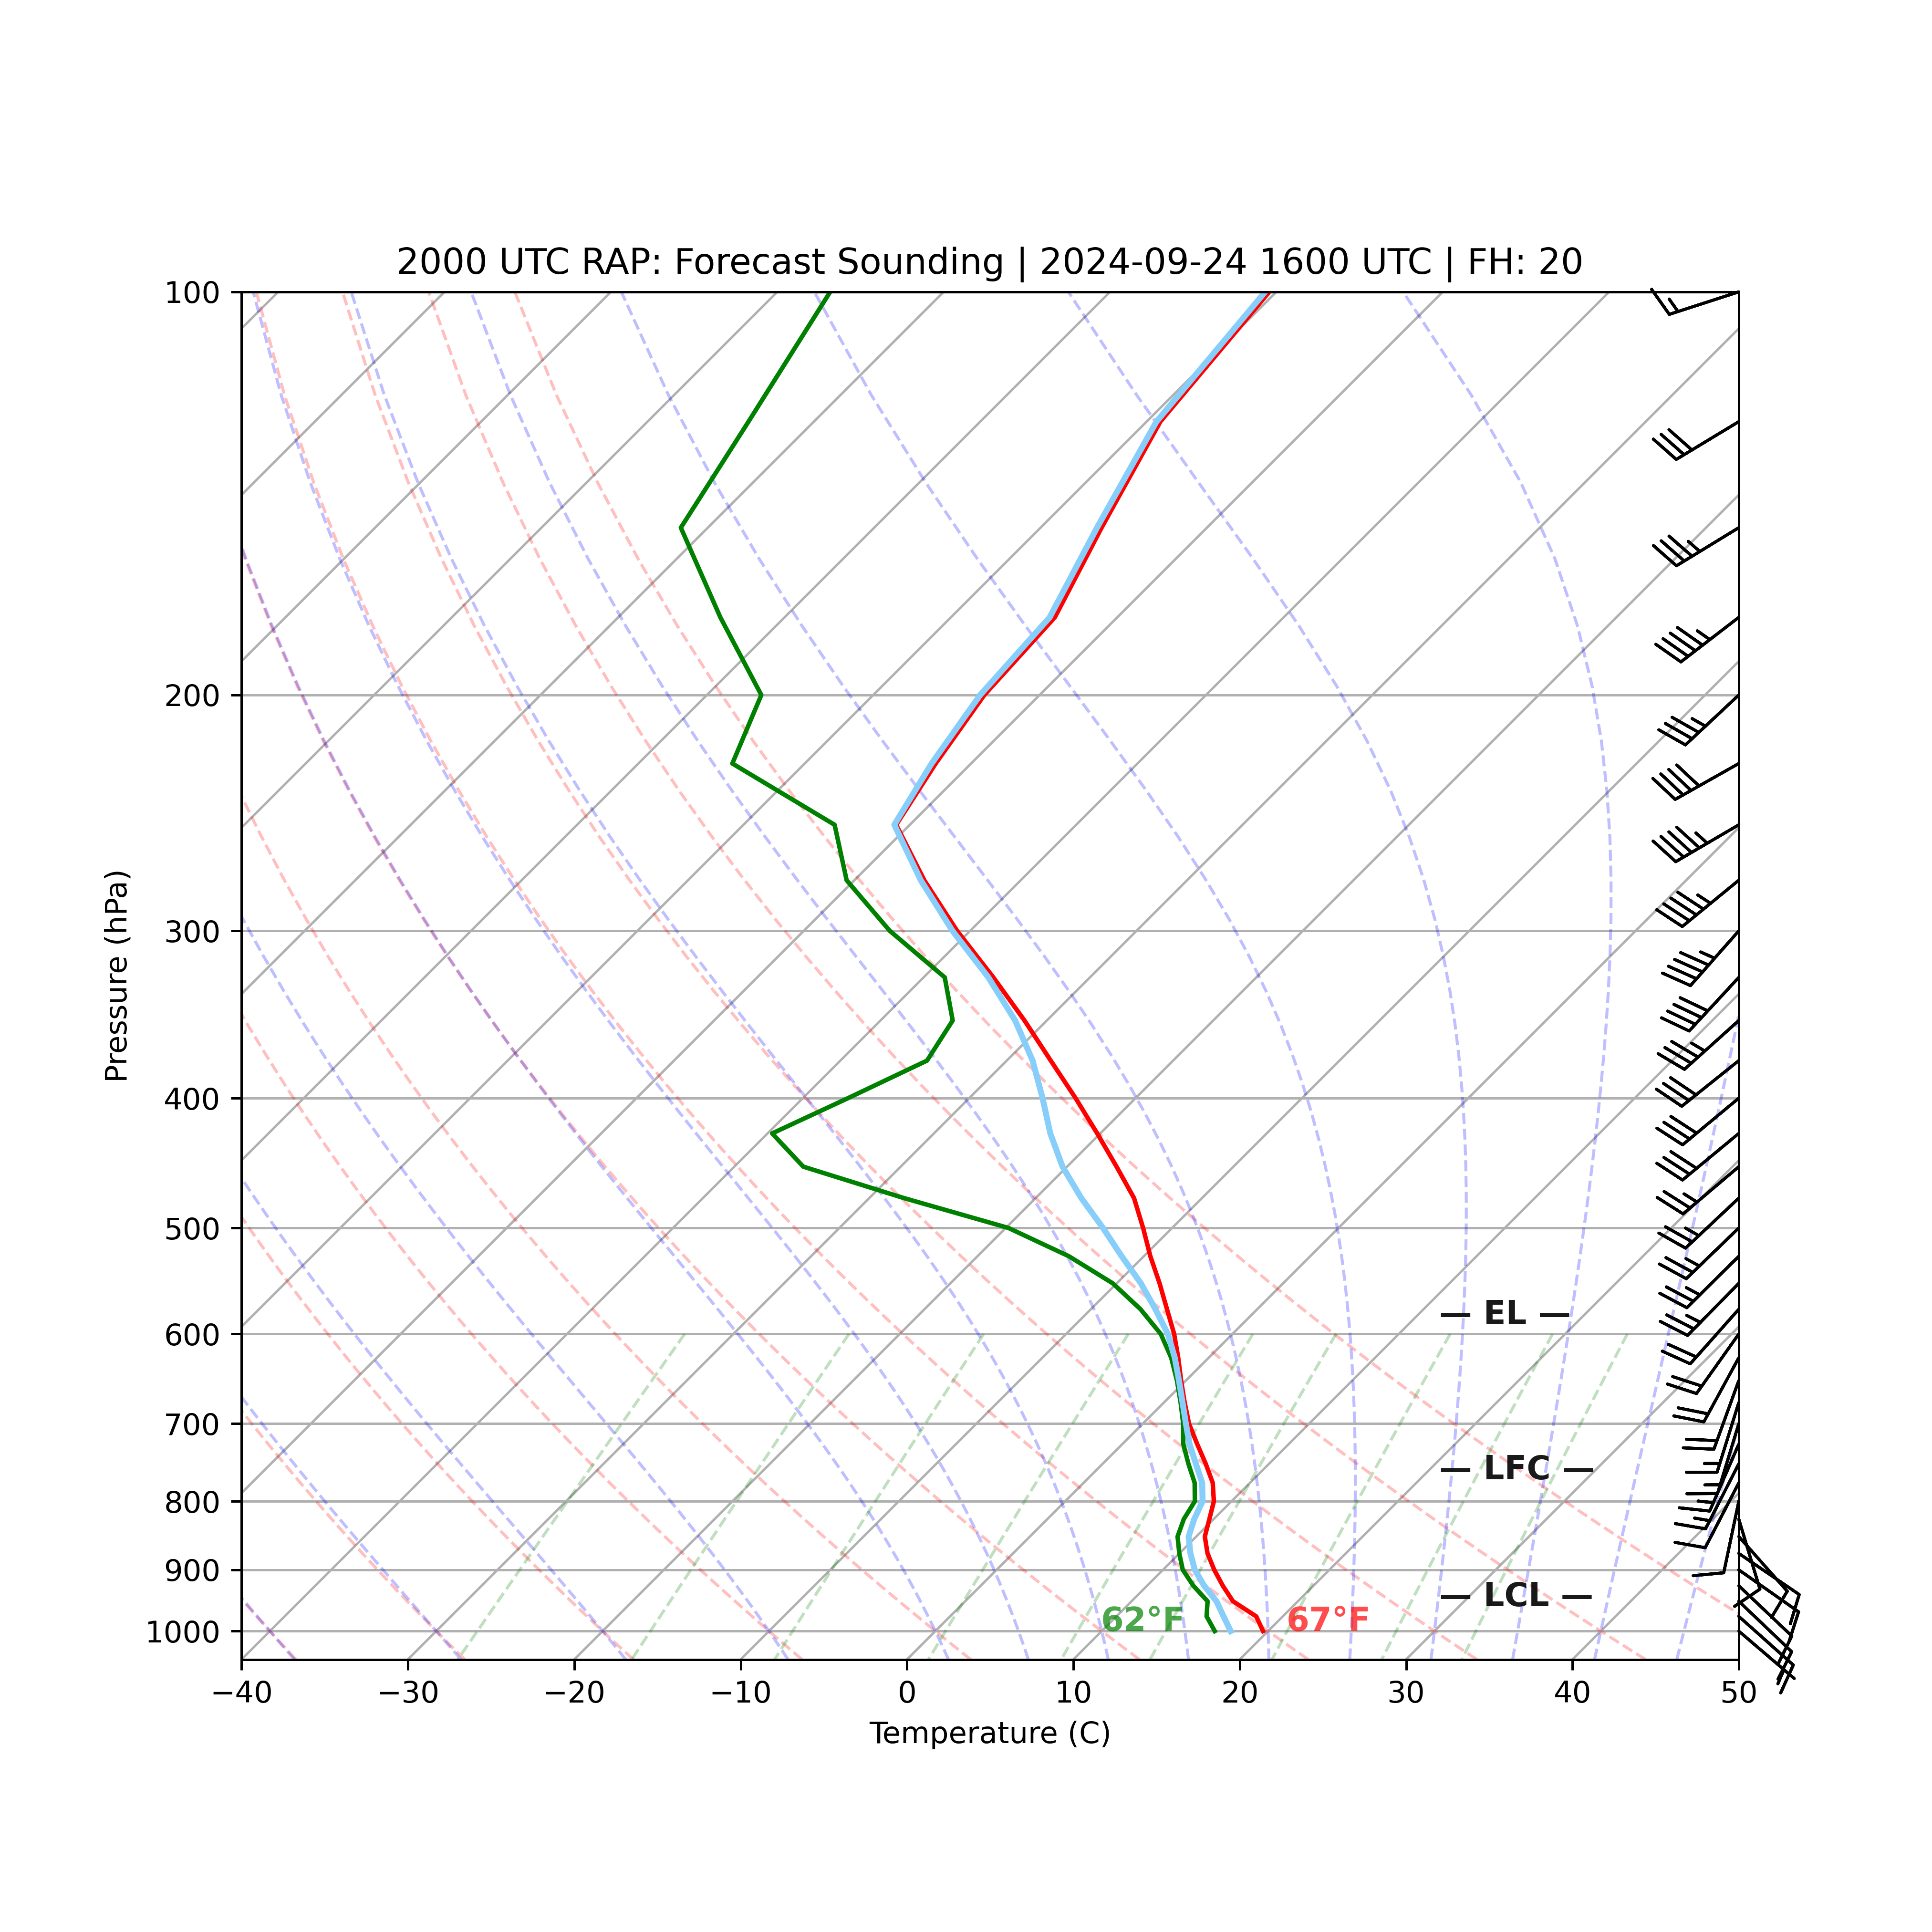 2000 UTC RAP: Forecast Sounding | 2024-09-24 1600 UTC | FH: 20
100
200
300
400
500
600
700
800
900
1000
Pressure (hPa)
— EL —
— LFC —
— LCL —
62°F 67°F
−40 −30 −20 −10 0 10 20 30 40 50
Temperature (C)